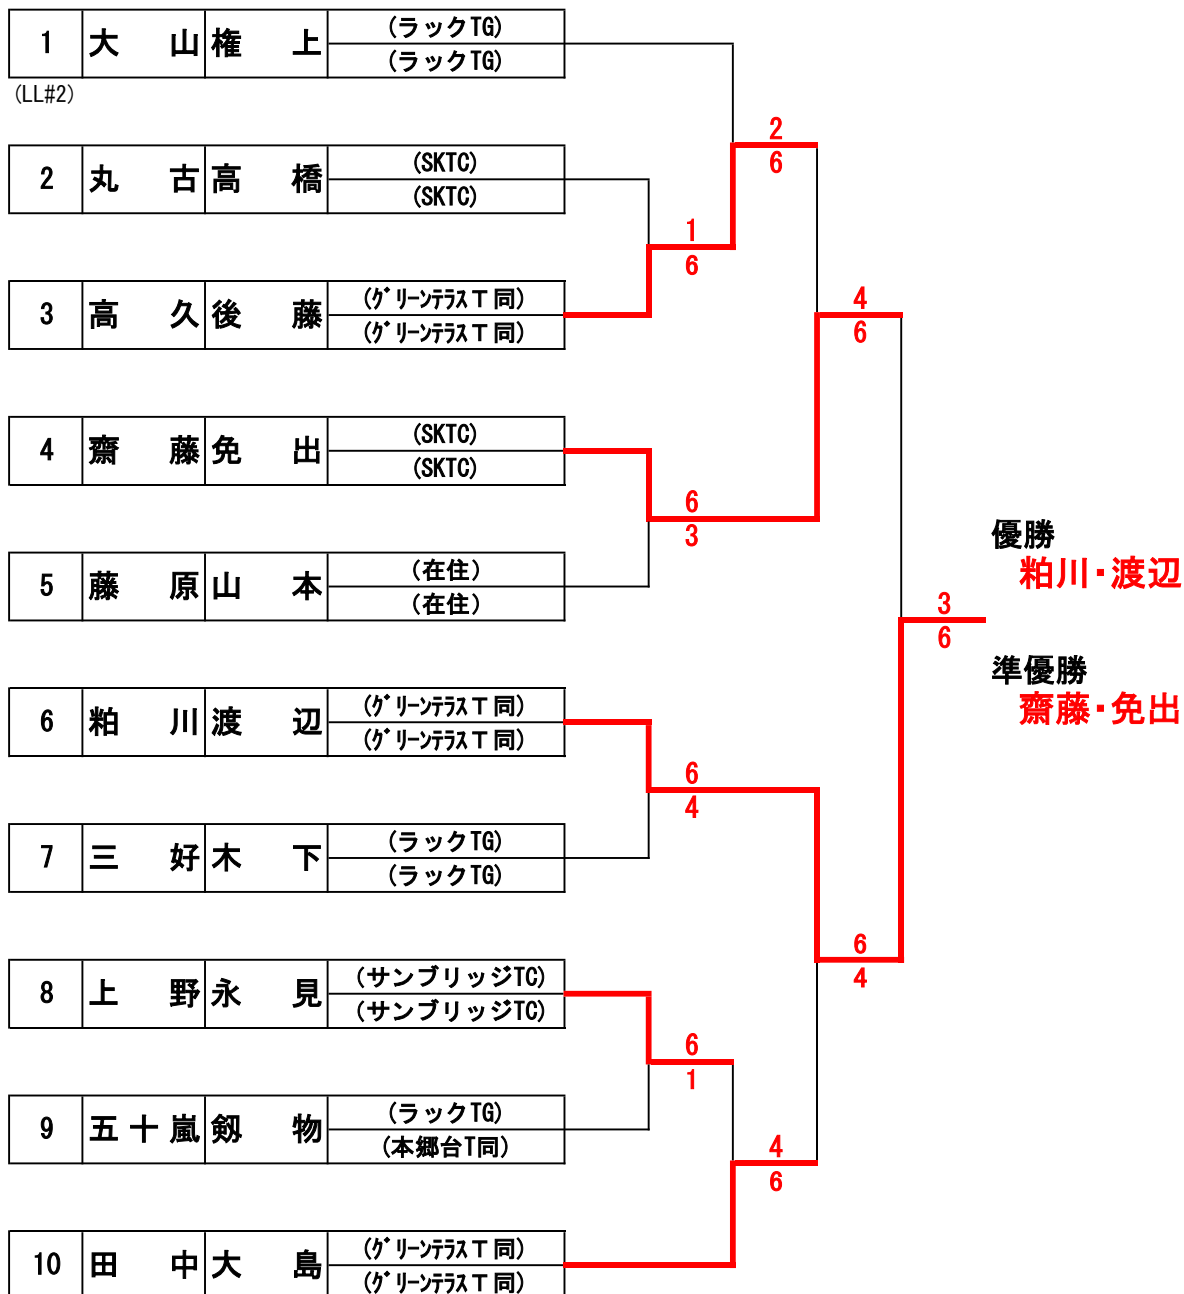 1 大山 権上 (ラックTG)
(ラックTG)
(LL#2)
2
6
2 丸古 高橋 (SKTC)
(SKTC)
1
6
3 高久 後藤 (ｸﾞﾘｰﾝﾃﾗｽT同)
(ｸﾞﾘｰﾝﾃﾗｽT同)
4
6
4 齋藤 免出 (SKTC)
(SKTC)
6
3
5 藤原 山本 (在住)
(在住)
優勝
粕川・渡辺
3
6
準優勝
齋藤・免出
6 粕川 渡辺 (ｸﾞﾘｰﾝﾃﾗｽT同)
(ｸﾞﾘｰﾝﾃﾗｽT同)
6
4
7 三好 木下 (ラックTG)
(ラックTG)
6
4
8 上野 永見 (サンブリッジTC)
(サンブリッジTC)
6
1
9 五十嵐 剱物 (ラックTG)
(本郷台T同)
4
6
10 田中 大島 (ｸﾞﾘｰﾝﾃﾗｽT同)
(ｸﾞﾘｰﾝﾃﾗｽT同)